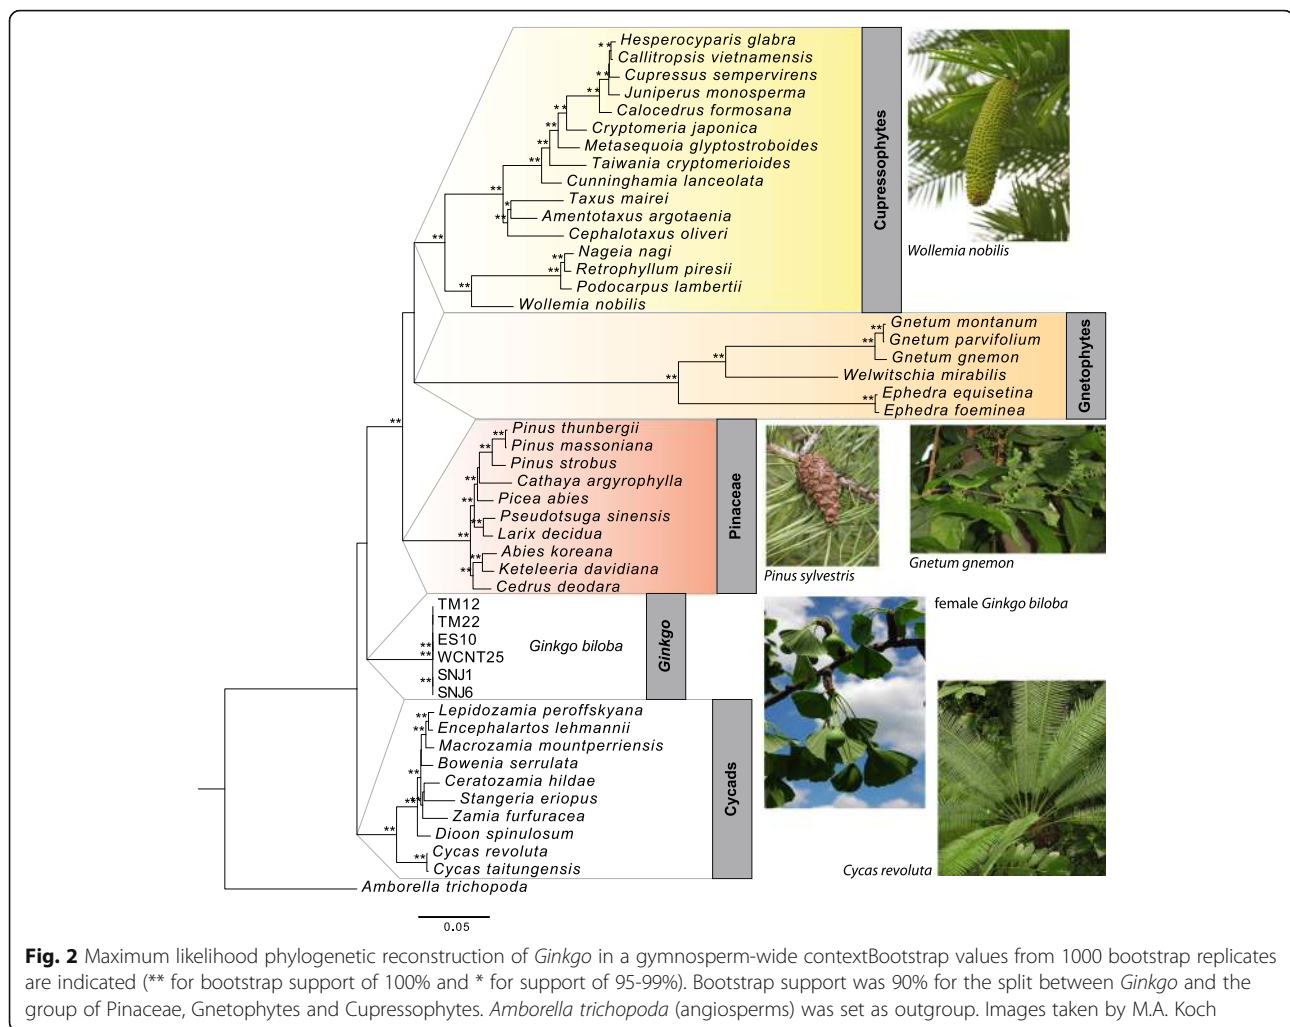 Hesperocyparis glabra
Callitropsis vietnamensis
Cupressus sempervirens
Juniperus monosperma
Calocedrus formosana
Cryptomeria japonica
Metasequoia glyptostroboides
Taiwania cryptomerioides
Cunninghamia lanceolata
Taxus mairei
Amentotaxus argotaenia
Cephalotaxus oliveri
Nageia nagi
Retrophyllum piresii
Podocarpus lambertii
Wollemia nobilis
Cupressophytes
Wollemia nobilis
Gnetum montanum
Gnetum parvifolium
Gnetum gnemon
Welwitschia mirabilis
Ephedra equisetina
Ephedra foeminea
Gnetophytes
Pinus thunbergii
Pinus massoniana
Pinus strobus
Cathaya argyrophylla
Picea abies
Pseudotsuga sinensis
Larix decidua
Abies koreana
Keteleeria davidiana
Cedrus deodara
Pinaceae
Pinus sylvestris
Gnetum gnemon
TM12
TM22
ES10
WCNT25
SNJ1
SNJ6
Ginkgo biloba
Ginkgo
female Ginkgo biloba
Lepidozamia peroffskyana
Encephalartos lehmannii
Macrozamia mountperriensis
Bowenia serrulata
Ceratozamia hildae
Stangeria eriopus
Zamia furfuracea
Dioon spinulosum
Cycas revoluta
Cycas taitungensis
Cycads
Cycas revoluta
Amborella trichopoda
0.05
Fig. 2 Maximum likelihood phylogenetic reconstruction of Ginkgo in a gymnosperm-wide contextBootstrap values from 1000 bootstrap replicates
are indicated (** for bootstrap support of 100% and * for support of 95-99%). Bootstrap support was 90% for the split between Ginkgo and the
group of Pinaceae, Gnetophytes and Cupressophytes. Amborella trichopoda (angiosperms) was set as outgroup. Images taken by M.A. Koch